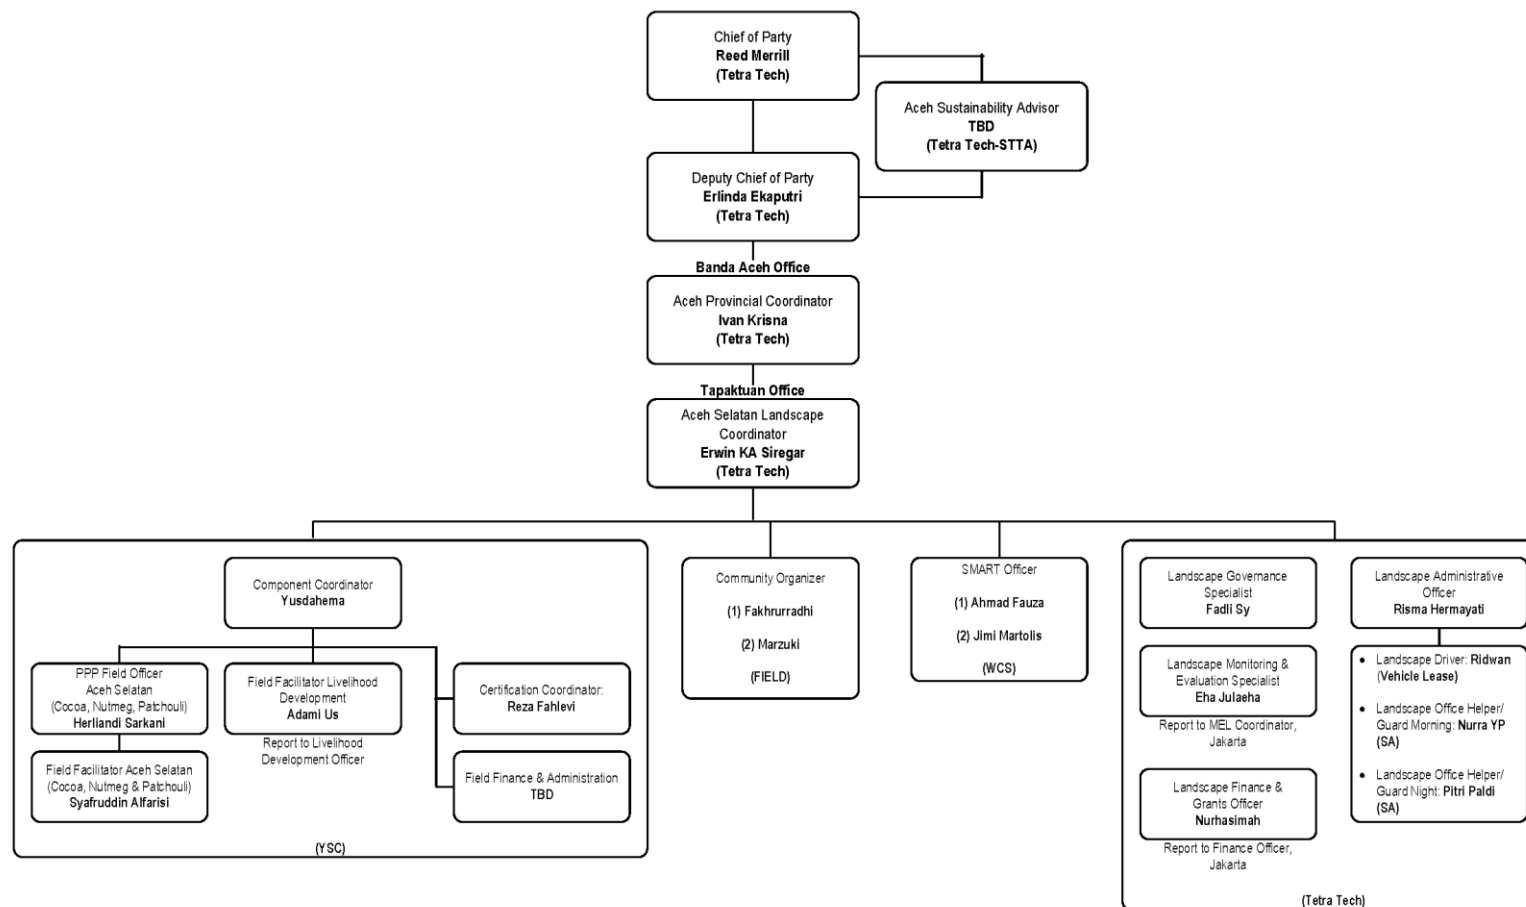 Chief of Party
Reed Merrill
(Tetra Tech)
Aceh Sustainability Advisor
TBD
(Tetra Tech-STTA)
Deputy Chief of Party
Erlinda Ekaputri
(Tetra Tech)
Banda Aceh Office
Aceh Provincial Coordinator
Ivan Krisna
(Tetra Tech)
Tapaktuan Office
Aceh Selatan Landscape
Coordinator
Erwin KA Siregar
(Tetra Tech)
Component Coordinator
Yusdahema
PPP Field Officer
Aceh Selatan
(Cocoa, Nutmeg, Patchouli)
Herliandi Sarkani
Field Facilitator Aceh Selatan
(Cocoa, Nutmeg & Patchouli)
Syafruddin Alfarisi
Field Facilitator Livelihood
Development
Adami Us
Report to Livelihood
Development Officer
Certification Coordinator:
Reza Fahlevi
Field Finance & Administration
TBD
(YSC)
Community Organizer
(1) Fakhrurradhi
(2) Marzuki
(FIELD)
SMART Officer
(1) Ahmad Fauza
(2) Jimi Martolis
(WCS)
Landscape Governance
Specialist
Fadli Sy
Landscape Monitoring &
Evaluation Specialist
Eha Julaeha
Report to MEL Coordinator,
Jakarta
Landscape Finance &
Grants Officer
Nurhasimah
Report to Finance Officer,
Jakarta
Landscape Administrative
Officer
Risma Hermayati
• Landscape Driver: Ridwan
(Vehicle Lease)
• Landscape Office Helper/
Guard Morning: Nurra YP
(SA)
• Landscape Office Helper/
Guard Night: Pitri Paldi
(SA)
(Tetra Tech)